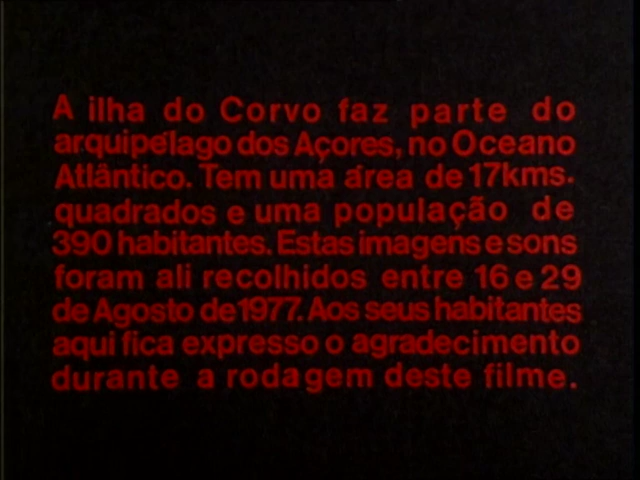 A ilha do Corvo faz parte do
arquipélago dos Açores, no Oceano
Atlântico. Tem uma área de 17kms.
quadrados e uma população de
390 habitantes. Estas imagens e sons
foram ali recolhidos entre 16 e 29
de Agosto de 1977. Aos seus habitantes
aqui fica expresso o agradecimento
durante a rodagem deste filme.